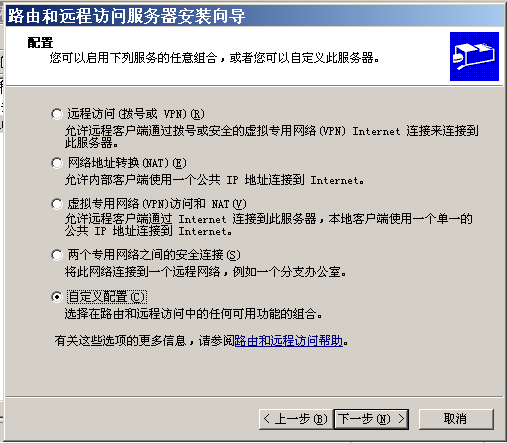 路由和远程访问服务器安装向导
配置
您可以启用下列服务的任意组合，或者您可以自定义此服务器。
远程访问(拨号或 VPN)(R)
允许远程客户端通过拨号或安全的虚拟专用网络(VPN) Internet 连接来连接到
此服务器。
网络地址转换(NAT)(E)
允许内部客户端使用一个公共 IP 地址连接到 Internet。
虚拟专用网络(VPN)访问和 NAT(V)
允许远程客户端通过 Internet 连接到此服务器，本地客户端使用一个单一的
公共 IP 地址连接到 Internet。
两个专用网络之间的安全连接(S)
将此网络连接到一个远程网络，例如一个分支办公室。
自定义配置(C)
选择在路由和远程访问中的任何可用功能的组合。
有关这些选项的更多信息，请参阅路由和远程访问帮助。
< 上一步(B) 下一步(N) > 取消